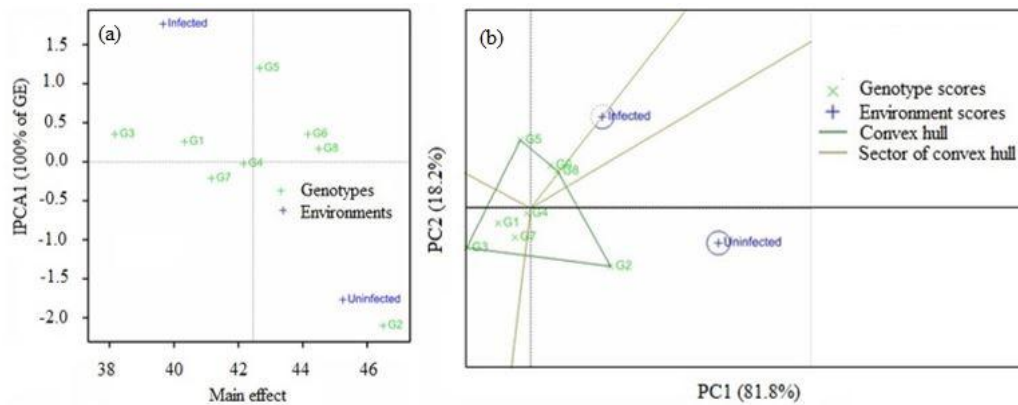 (a)
Infected
G5
G3
G1
G6
G8
G4
G7
Genotypes
Environments
Uninfected
G2
1.5
1.0
0.5
0.0
-0.5
-1.0
-1.5
-2.0
IPCA1 (100% of GE)
38
40
42
44
46
Main effect
(b)
Infected
G5
G6
G8
G4
G1
G7
G3
G2
Uninfected
Genotype scores
Environment scores
Convex hull
Sector of convex hull
PC2 (18.2%)
PC1 (81.8%)